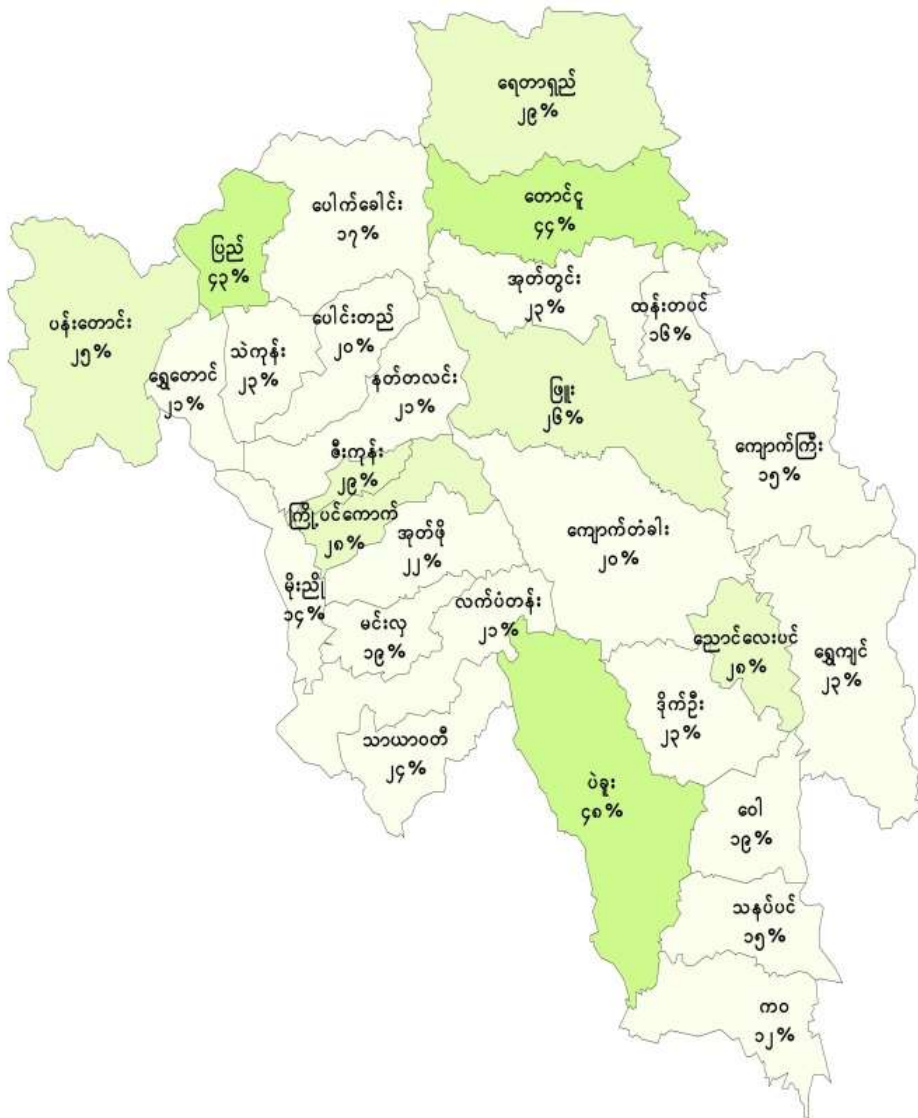 ရေတာရှည်
၂၉%
တောင်ငူ
၄၄%
ပေါက်ခေါင်း
၁၇%
ပြည်
၄၃%
အုတ်တွင်း
၂၃%
ထန်းတပင်
၁၆%
ပန်းတောင်း
၂၅%
ပေါင်းတည်
၂၀%
သဲကုန်း
၂၃%
ရွှေတောင်
၂၁%
နတ်တလင်း
၂၁%
ဖြူး
၂၆%
ကျောက်ကြီး
၁၅%
ဇီးကုန်း
၂၉%
ကြို့ပင်ကောက်
၂၈%
အုတ်ဖို
၂၂%
ကျောက်တံခါး
၂၀%
မိုးညို
၁၄%
လက်ပံတန်း
၂၁%
မင်းလှ
၁၉%
ညောင်လေးပင်
၂၈%
ရွှေကျင်
၂၃%
ဒိုက်ဦး
၂၃%
သာယာဝတီ
၂၄%
ပဲခူး
၄၈%
ဝေါ
၁၉%
သနပ်ပင်
၁၅%
ကဝ
၁၂%